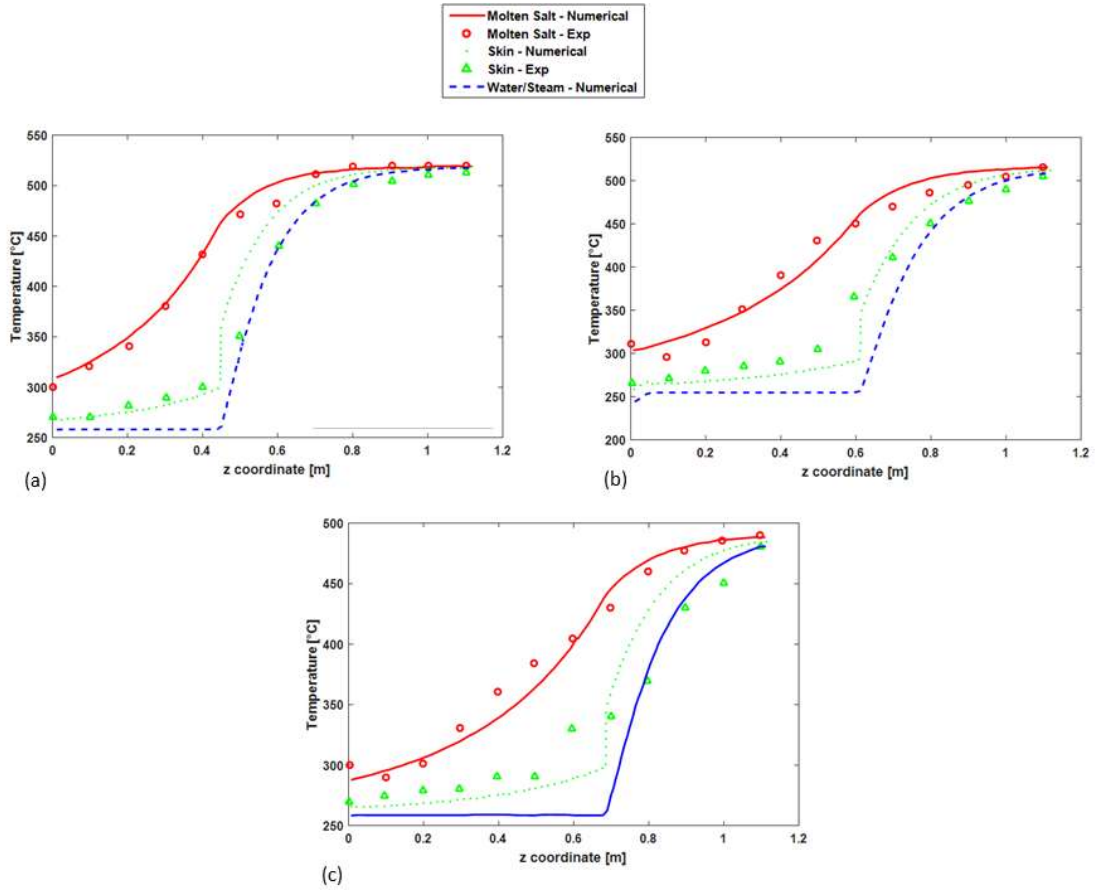 Molten Salt - Numerical
Molten Salt - Exp
Skin - Numerical
Skin - Exp
Water/Steam - Numerical
550
500
450
400
350
300
250
Temperature [°C]
0 0.2 0.4 0.6 0.8 1 1.2
z coordinate [m]
(a)
550
500
450
400
350
300
250
200
Temperature [°C]
0 0.2 0.4 0.6 0.8 1 1.2
z coordinate [m]
(b)
500
450
400
350
300
250
Temperature [°C]
0 0.2 0.4 0.6 0.8 1 1.2
z coordinate [m]
(c)